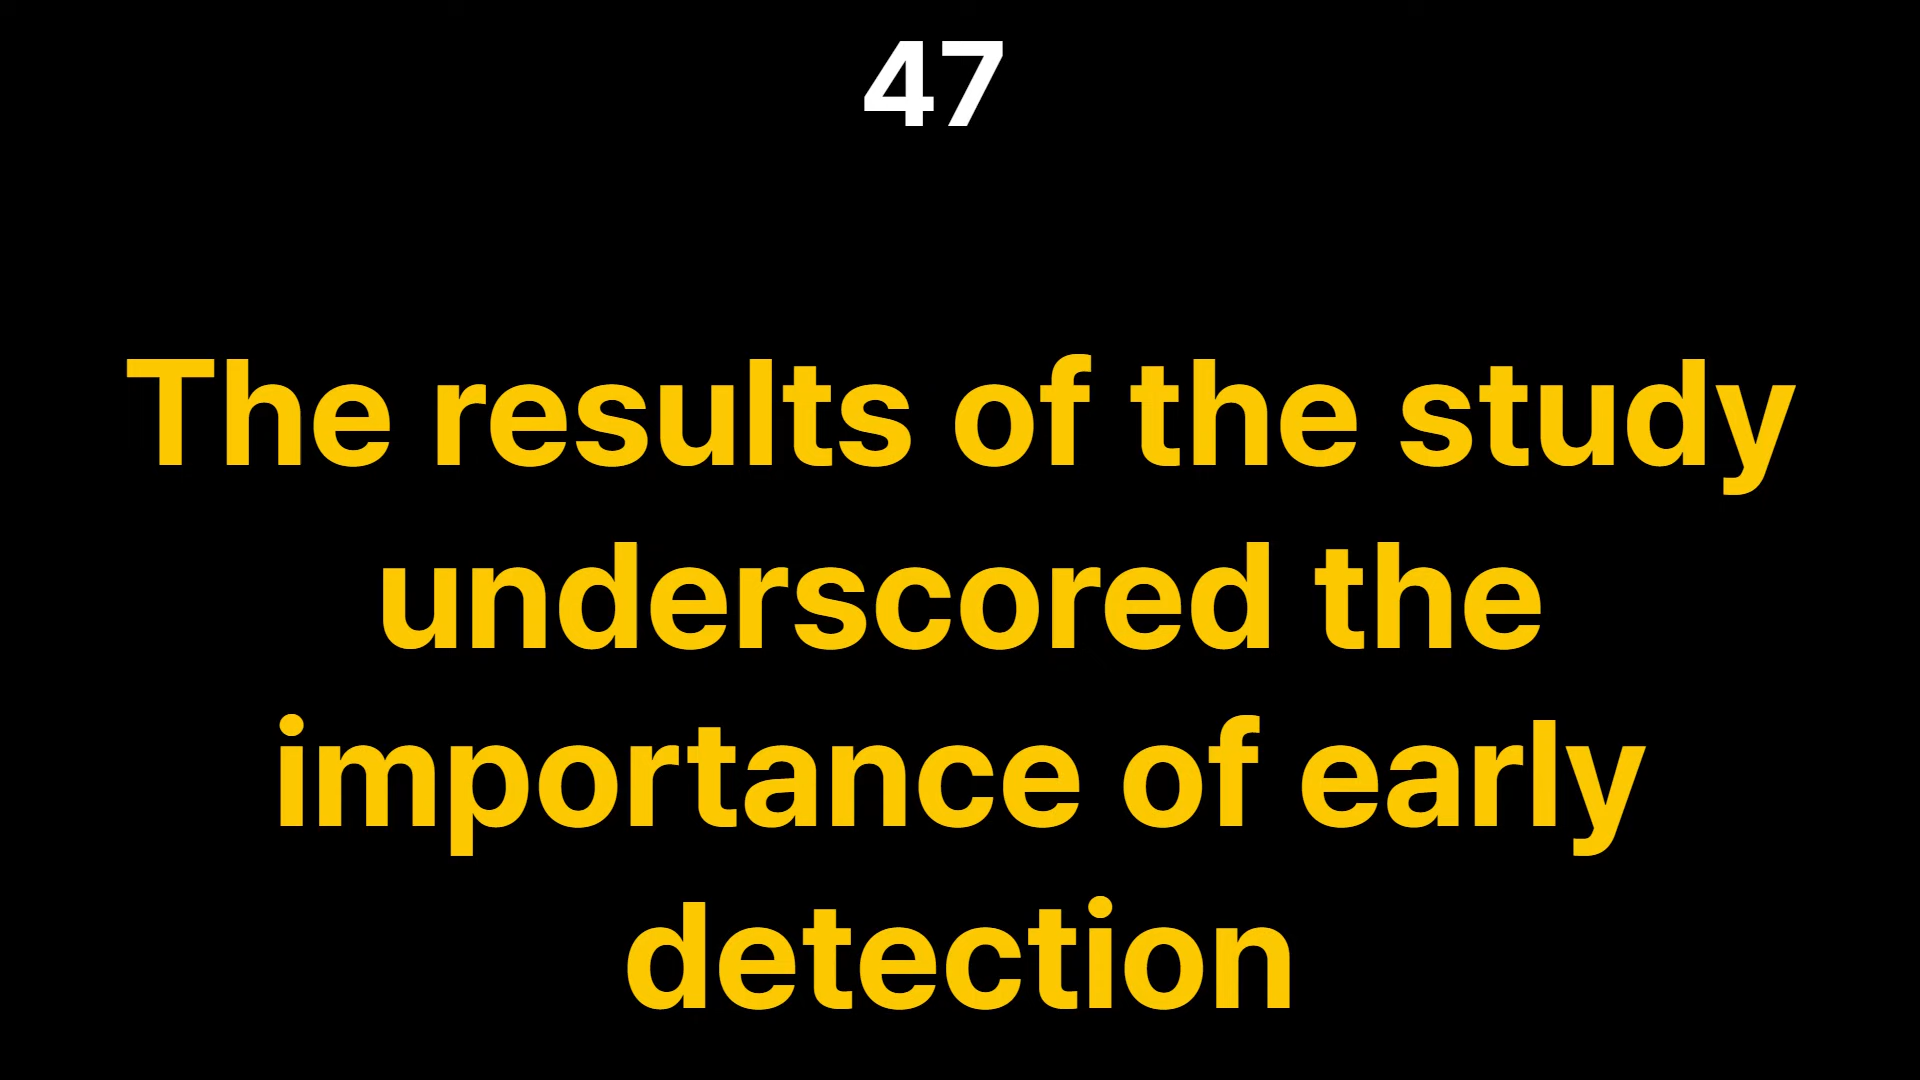 47
The results of the study
underscored the
importance of early
detection